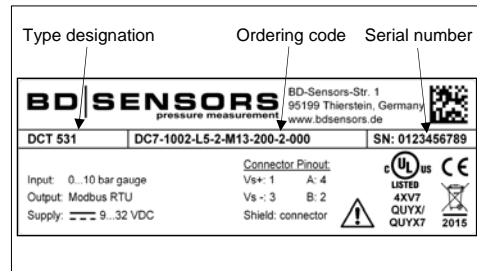 Type designation Ordering code Serial number
BD SENSORS
pressure measurement
BD-Sensors-Str. 1
95199 Thierstein, Germany
www.bdsensors.de
DCT 531 DC7-1002-L5-2-M13-200-2-000 SN: 0123456789
Connector Pinout:
Input: 0...10 bar gauge Vs+: 1 A: 4
Output: Modbus RTU Vs -: 3 B: 2
Supply: 9...32 VDC Shield: connector
c UL us CE
LISTED
4XV7
QUYX/
QUYX7 2015